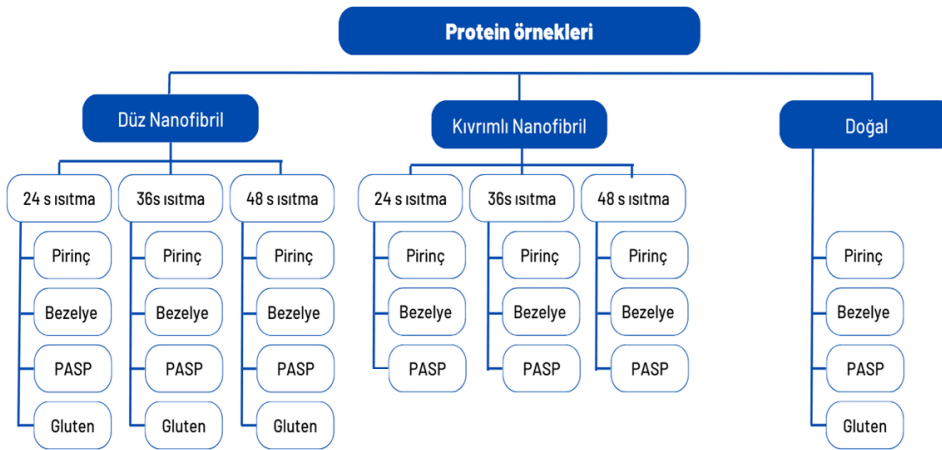 Protein örnekleri
Düz Nanofibril
Kıvrımlı Nanofibril
Doğal
24 s ısıtma
36s ısıtma
48 s ısıtma
24 s ısıtma
36s ısıtma
48 s ısıtma
Pirinç
Pirinç
Pirinç
Pirinç
Pirinç
Pirinç
Pirinç
Bezelye
Bezelye
Bezelye
Bezelye
Bezelye
Bezelye
Bezelye
PASP
PASP
PASP
PASP
PASP
PASP
PASP
Gluten
Gluten
Gluten
Gluten